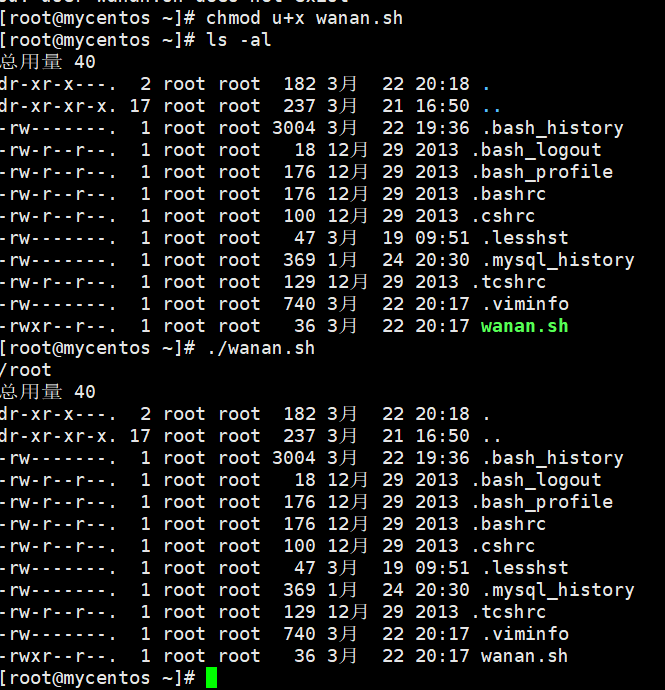 [root@mycentos ~]# chmod u+x wanan.sh
[root@mycentos ~]# ls -al
总用量 40
dr-xr-x---.  2 root root  182 3月  22 20:18 .
dr-xr-xr-x. 17 root root  237 3月  21 16:50 ..
-rw-------.  1 root root 3004 3月  22 19:36 .bash_history
-rw-r--r--.  1 root root   18 12月 29 2013 .bash_logout
-rw-r--r--.  1 root root  176 12月 29 2013 .bash_profile
-rw-r--r--.  1 root root  176 12月 29 2013 .bashrc
-rw-r--r--.  1 root root  100 12月 29 2013 .cshrc
-rw-------.  1 root root   47 3月  19 09:51 .lesshst
-rw-------.  1 root root  369 1月  24 20:30 .mysql_history
-rw-r--r--.  1 root root  129 12月 29 2013 .tcshrc
-rw-------.  1 root root  740 3月  22 20:17 .viminfo
-rwxr--r--.  1 root root   36 3月  22 20:17 wanan.sh
[root@mycentos ~]# ./wanan.sh
/root
总用量 40
dr-xr-x---.  2 root root  182 3月  22 20:18 .
dr-xr-xr-x. 17 root root  237 3月  21 16:50 ..
-rw-------.  1 root root 3004 3月  22 19:36 .bash_history
-rw-r--r--.  1 root root   18 12月 29 2013 .bash_logout
-rw-r--r--.  1 root root  176 12月 29 2013 .bash_profile
-rw-r--r--.  1 root root  176 12月 29 2013 .bashrc
-rw-r--r--.  1 root root  100 12月 29 2013 .cshrc
-rw-------.  1 root root   47 3月  19 09:51 .lesshst
-rw-------.  1 root root  369 1月  24 20:30 .mysql_history
-rw-r--r--.  1 root root  129 12月 29 2013 .tcshrc
-rw-------.  1 root root  740 3月  22 20:17 .viminfo
-rwxr--r--.  1 root root   36 3月  22 20:17 wanan.sh
[root@mycentos ~]#